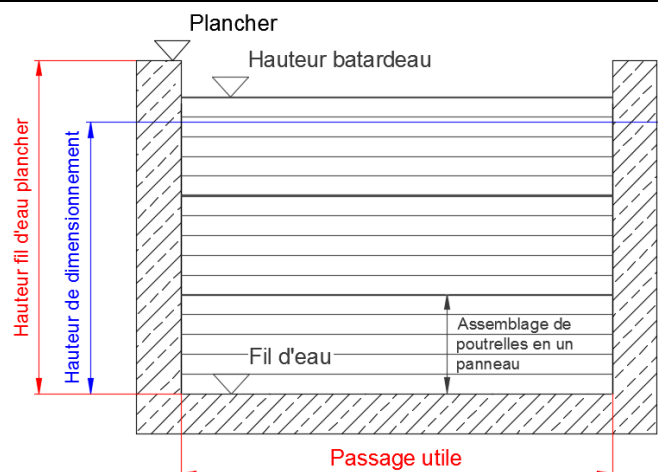 Plancher
Hauteur batardeau
Hauteur fil d'eau plancher
Hauteur de dimensionnement
Assemblage de
poutrelles en un
panneau
Fil d'eau
Passage utile